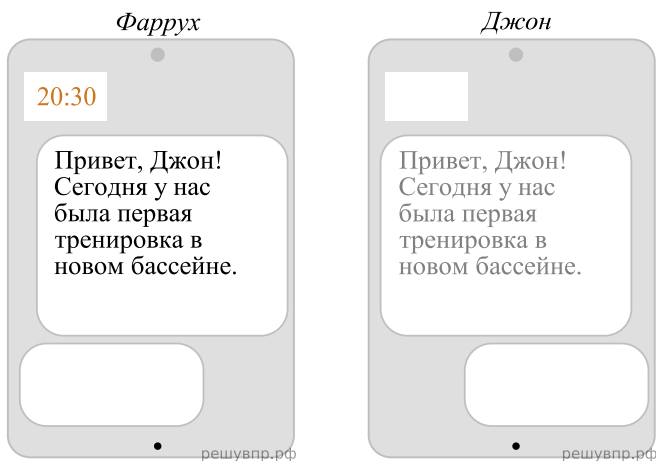 Фаррух
Джон
20:30
Привет, Джон!
Сегодня у нас
была первая
тренировка в
новом бассейне.
Привет, Джон!
Сегодня у нас
была первая
тренировка в
новом бассейне.
решувпр.рф
решувпр.рф